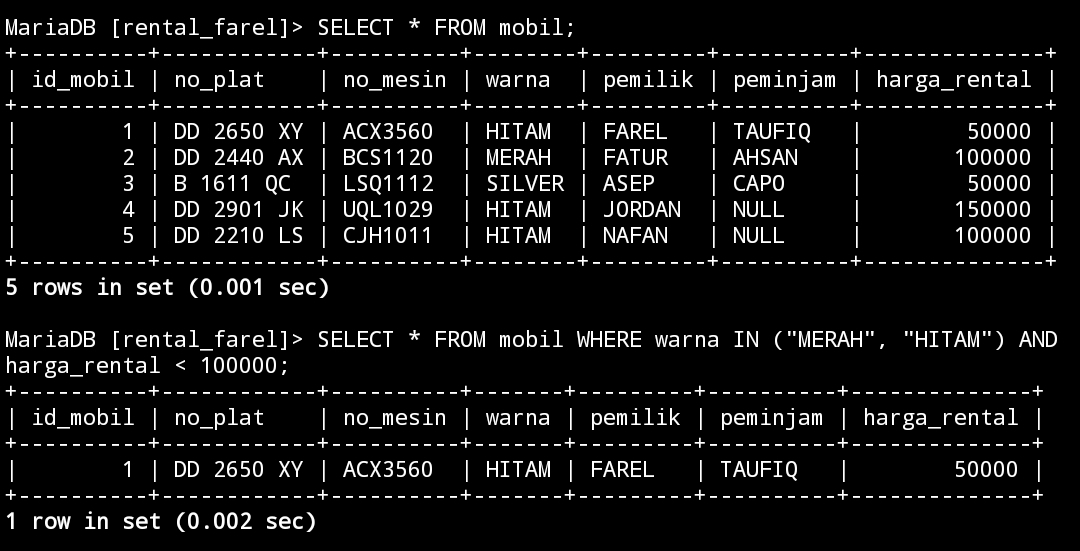 MariaDB [rental_farel]> SELECT * FROM mobil;
+----------+------------+----------+--------+---------+----------+--------------+
| id_mobil | no_plat    | no_mesin | warna  | pemilik | peminjam | harga_rental |
+----------+------------+----------+--------+---------+----------+--------------+
|        1 | DD 2650 XY | ACX3560  | HITAM  | FAREL   | TAUFIQ   |        50000 |
|        2 | DD 2440 AX | BCS1120  | MERAH  | FATUR   | AHSAN    |       100000 |
|        3 | B 1611 QC  | LSQ1112  | SILVER | ASEP    | CAPO     |        50000 |
|        4 | DD 2901 JK | UQL1029  | HITAM  | JORDAN  | NULL     |       150000 |
|        5 | DD 2210 LS | CJH1011  | HITAM  | NAFAN   | NULL     |       100000 |
+----------+------------+----------+--------+---------+----------+--------------+
5 rows in set (0.001 sec)
MariaDB [rental_farel]> SELECT * FROM mobil WHERE warna IN ("MERAH", "HITAM") AND
harga_rental < 100000;
+----------+------------+----------+-------+---------+----------+--------------+
| id_mobil | no_plat    | no_mesin | warna | pemilik | peminjam | harga_rental |
+----------+------------+----------+-------+---------+----------+--------------+
|        1 | DD 2650 XY | ACX3560  | HITAM | FAREL   | TAUFIQ   |        50000 |
+----------+------------+----------+-------+---------+----------+--------------+
1 row in set (0.002 sec)